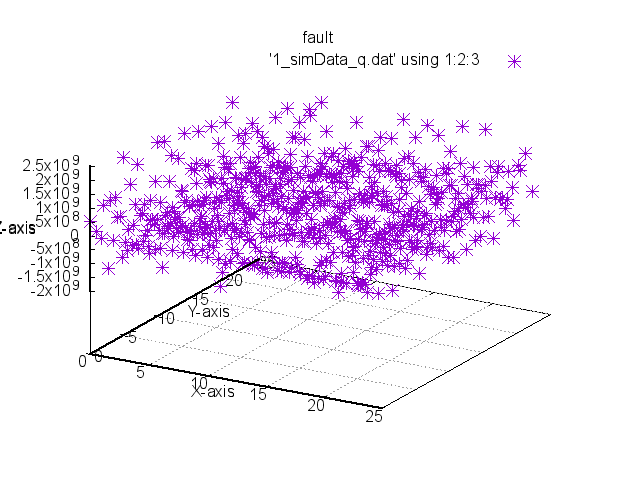 fault
'1_simData_q.dat' using 1:2:3
2.5x10^9
2x10^9
1.5x10^9
1x10^9
5x10^8
0
-5x10^8
-1x10^9
-1.5x10^9
-2x10^9
Z-axis
0
5
10
15
20
Y-axis
0
5
10
15
20
25
X-axis